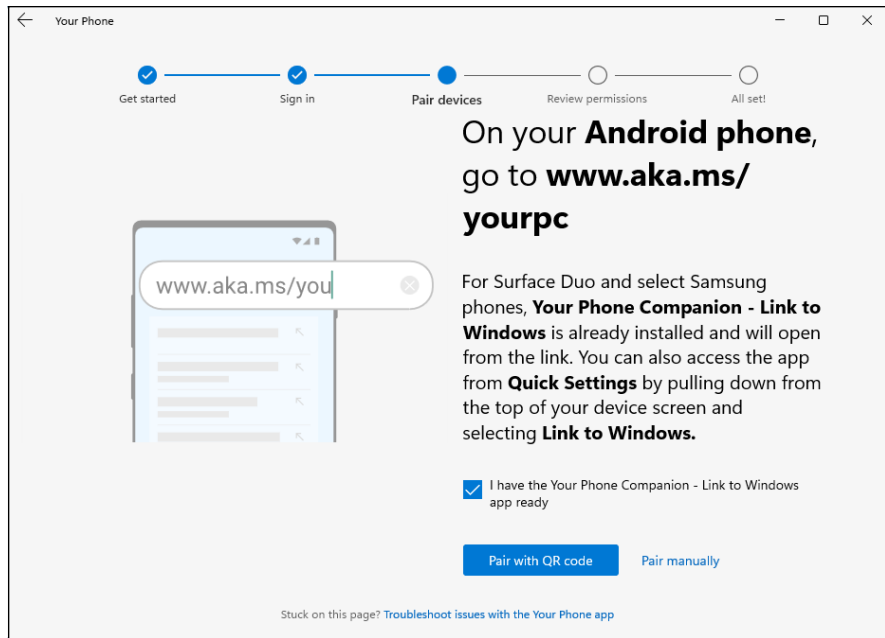 Your Phone
Get started
Sign in
Pair devices
Review permissions
All set!
On your Android phone,
go to www.aka.ms/
yourpc
www.aka.ms/you
For Surface Duo and select Samsung
phones, Your Phone Companion - Link to
Windows is already installed and will open
from the link. You can also access the app
from Quick Settings by pulling down from
the top of your device screen and
selecting Link to Windows.
I have the Your Phone Companion - Link to Windows
app ready
Pair with QR code
Pair manually
Stuck on this page? Troubleshoot issues with the Your Phone app